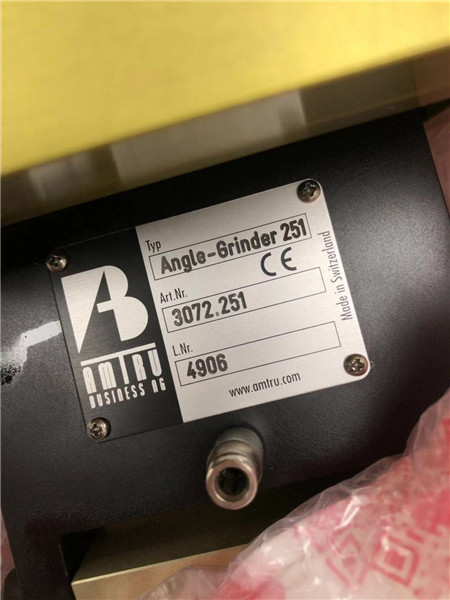 Typ
Angle-Grinder 251
CE
Art.Nr.
3072.251
L.Nr.
4906
www.amtru.com
Made in Switzerland
AB
AMTRU
BUSINESS AG